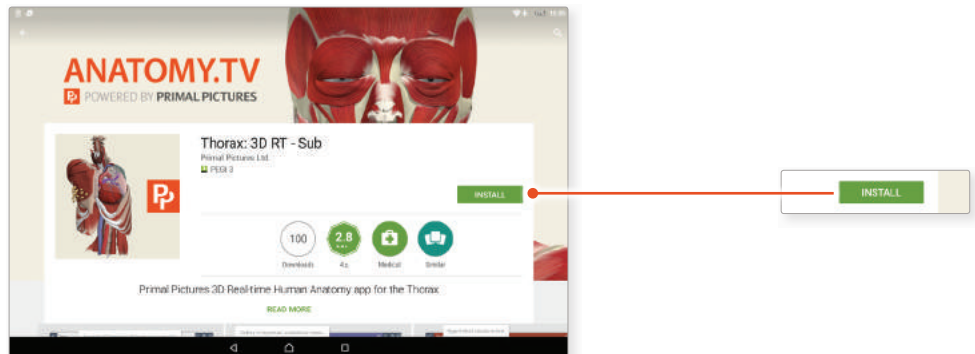 ANATOMY.TV
POWERED BY PRIMAL PICTURES
Thorax: 3D RT - Sub
Primal Pictures Ltd.
PEGI 3
INSTALL
INSTALL
100
2.8
Downloads
Medical
Similar
Primal Pictures 3D Real-time Human Anatomy app for the Thorax
READ MORE